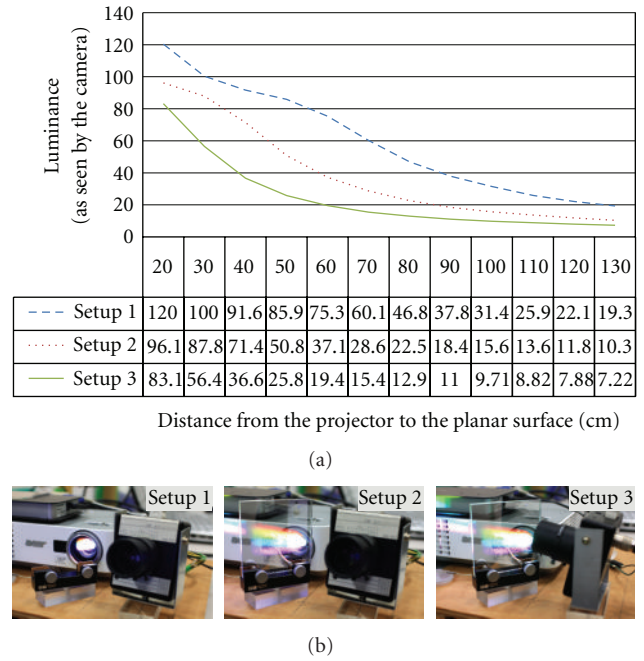 140
120
100
80
60
40
20
0
Luminance
(as seen by the camera)
20 30 40 50 60 70 80 90 100 110 120 130
Setup 1 120 100 91.6 85.9 75.3 60.1 46.8 37.8 31.4 25.9 22.1 19.3
Setup 2 96.1 87.8 71.4 50.8 37.1 28.6 22.5 18.4 15.6 13.6 11.8 10.3
Setup 3 83.1 56.4 36.6 25.8 19.4 15.4 12.9 11 9.71 8.82 7.88 7.22
Distance from the projector to the planar surface (cm)
(a)
Setup 1
Setup 2
Setup 3
(b)